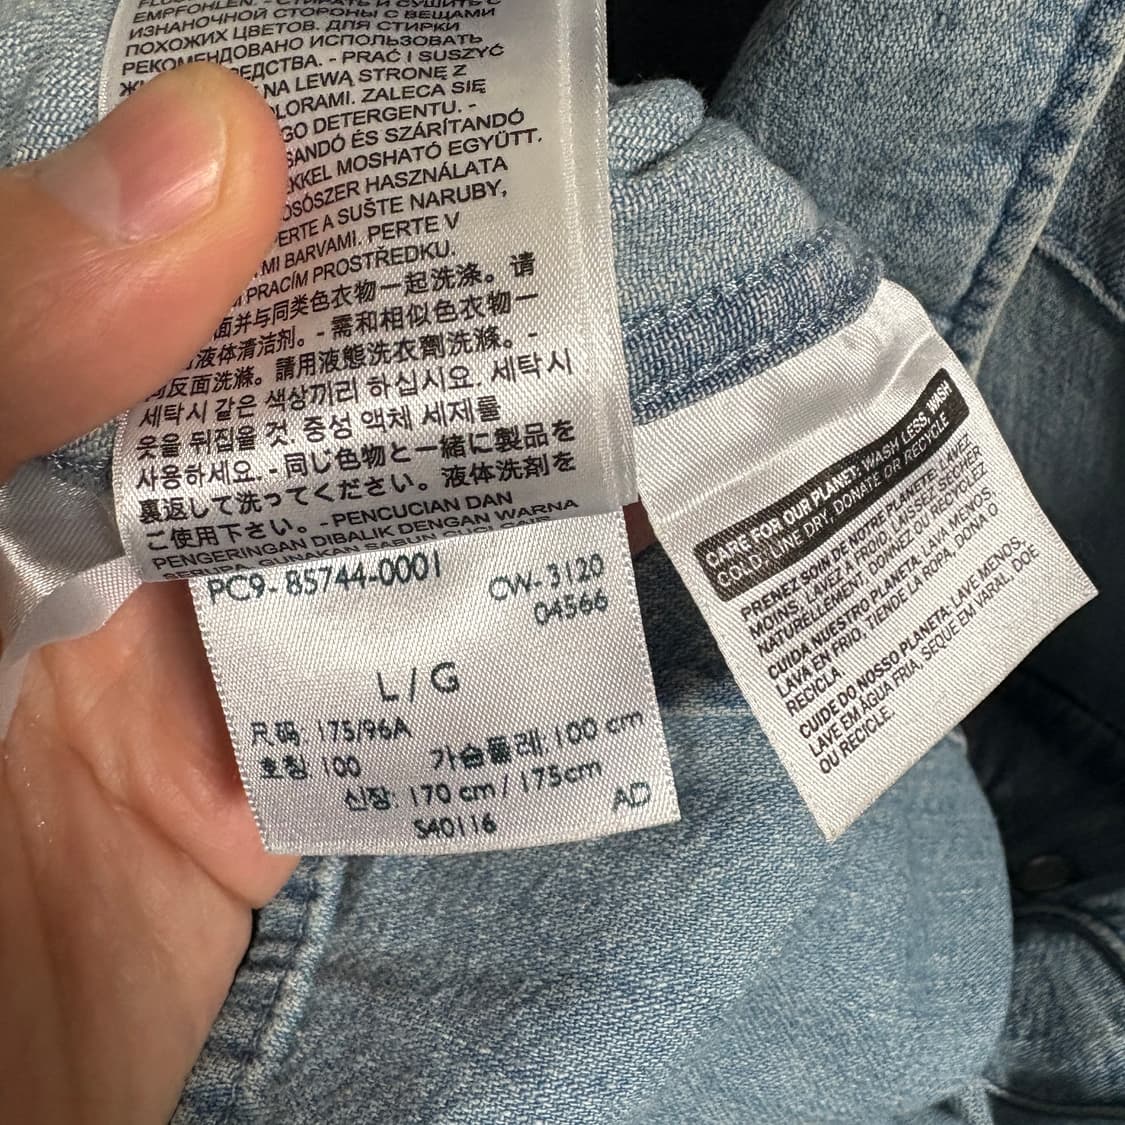 EMPFOHLEN. - СТИРАТЬ И СУШИТЬ С
ИЗНАНОЧНОЙ СТОРОНЫ С ВЕЩАМИ
ПОХОЖИХ ЦВЕТОВ. ДЛЯ СТИРКИ
РЕКОМЕНДОВАНО ИСПОЛЬЗОВАТЬ
- PRAĆ I SUSZYĆ
NA LEWĄ STRONĘ Z
ZALECA SIĘ
DETERGENTU. -
ÉS SZÁRÍTANDÓ
MOSHATÓ EGYÜTT.
HASZNÁLATA
A SUŠTE NARUBY,
BARVAMI. PERTE V
PRACÍM PROSTŘEDKU.
面并与同类色衣物一起洗涤。请
液体清洁剂。- 需和相似色衣物一
反面洗滌。請用液態洗衣劑洗滌。-
세탁시 같은 색상끼리 하십시요. 세탁시
옷을 뒤집을 것. 중성 액체 세제를
사용하세요. - 同じ色物と一緒に製品を
裏返して洗ってください。液体洗剤を
ご使用下さい。- PENCUCIAN DAN
PENGERINGAN DIBALIK DENGAN WARNA
PC9- 85744-0001
CW-3120
04566
L / G
尺码 175/96A
호칭 100 가슴둘레: 100 cm
신장: 170 cm / 175cm
AD
S40116
CARE FOR OUR PLANET: WASH LESS, WASH
COLD, LINE DRY, DONATE OR RECYCLE
PRENEZ SOIN DE NOTRE PLANÈTE: LAVEZ
MOINS, LAVEZ À FROID, LAISSEZ SÉCHER
NATURELLEMENT, DONNEZ OU RECYCLEZ
CUIDA NUESTRO PLANETA. LAVA MENOS,
LAVA EN FRIO, TIENDE LA ROPA, DONA O
RECICLA.
CUIDE DO NOSSO PLANETA: LAVE MENOS,
LAVE EM ÁGUA FRIA, SEQUE EM VARAL, DOE
OU RECICLE.